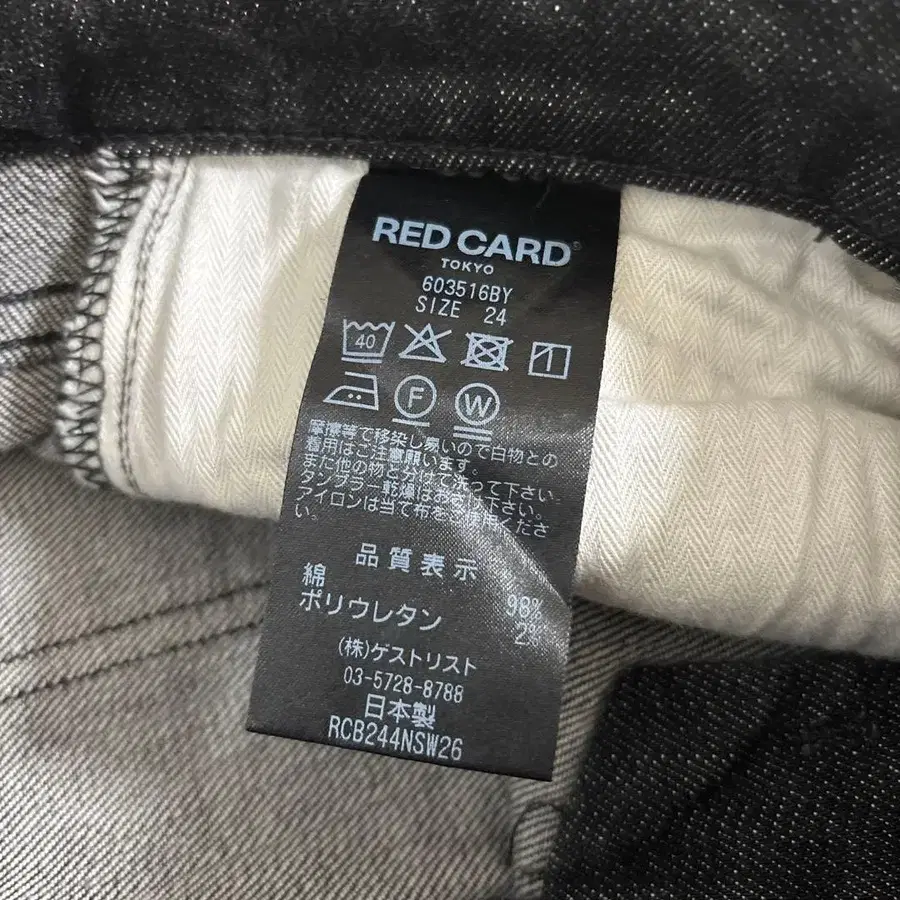 RED CARD®
TOKYO
603516BY
SIZE 24
40
F W
摩擦等で移染し易いので白物との
着用はご注意願います。
また他の物と分けて洗って下さい。
タンブラー乾燥はお避け下さい。
アイロンは当て布をご使用くださ
い。
品質表示
綿 98%
ポリウレタン 2%
(株)ゲストリスト
03-5728-8788
日本製
RCB244NSW26